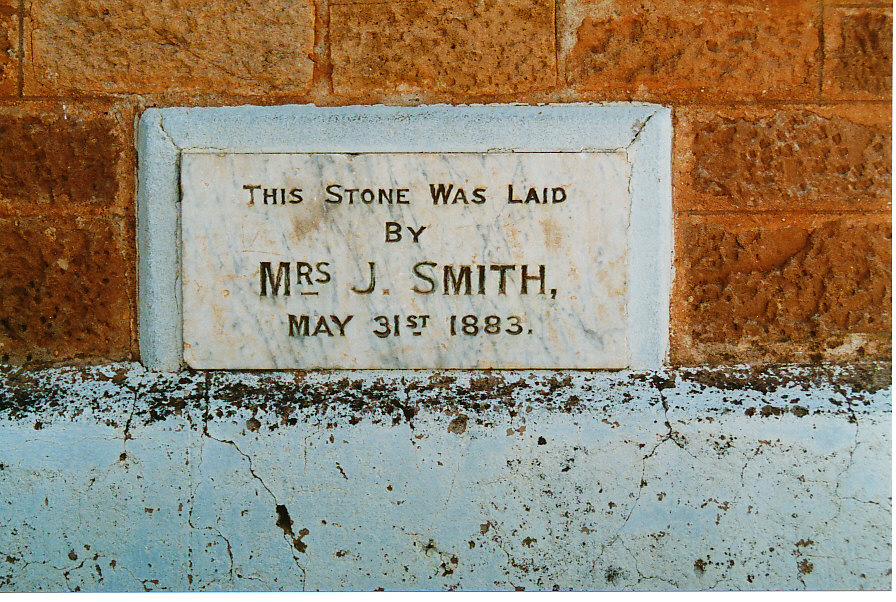 THIS STONE WAS LAID
BY
MRS J. SMITH,
MAY 31ST 1883.